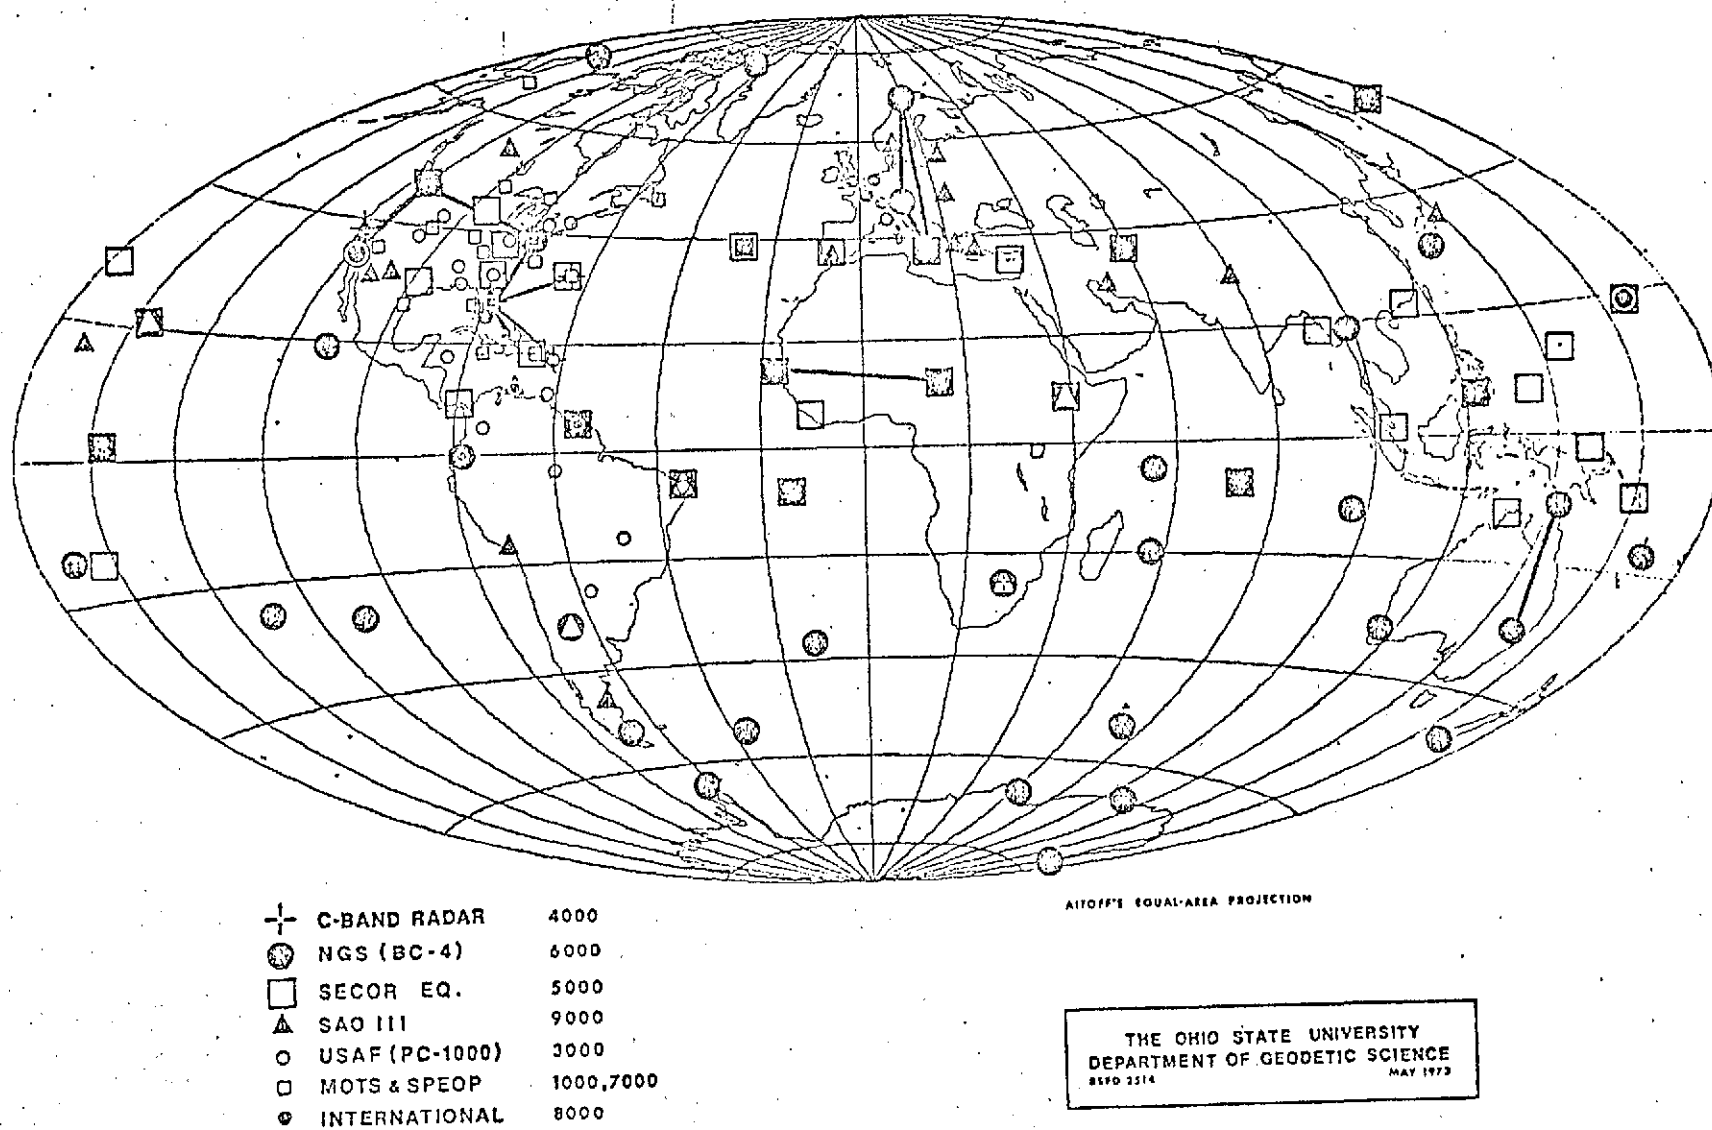 AITOFF'S EQUAL-AREA PROJECTION
C-BAND RADAR 4000
NGS (BC-4) 6000
SECOR EQ. 5000
SAO III 9000
USAF (PC-1000) 3000
MOTS & SPEOP 1000,7000
INTERNATIONAL 8000
THE OHIO STATE UNIVERSITY
DEPARTMENT OF GEODETIC SCIENCE
2514 MAY 1973